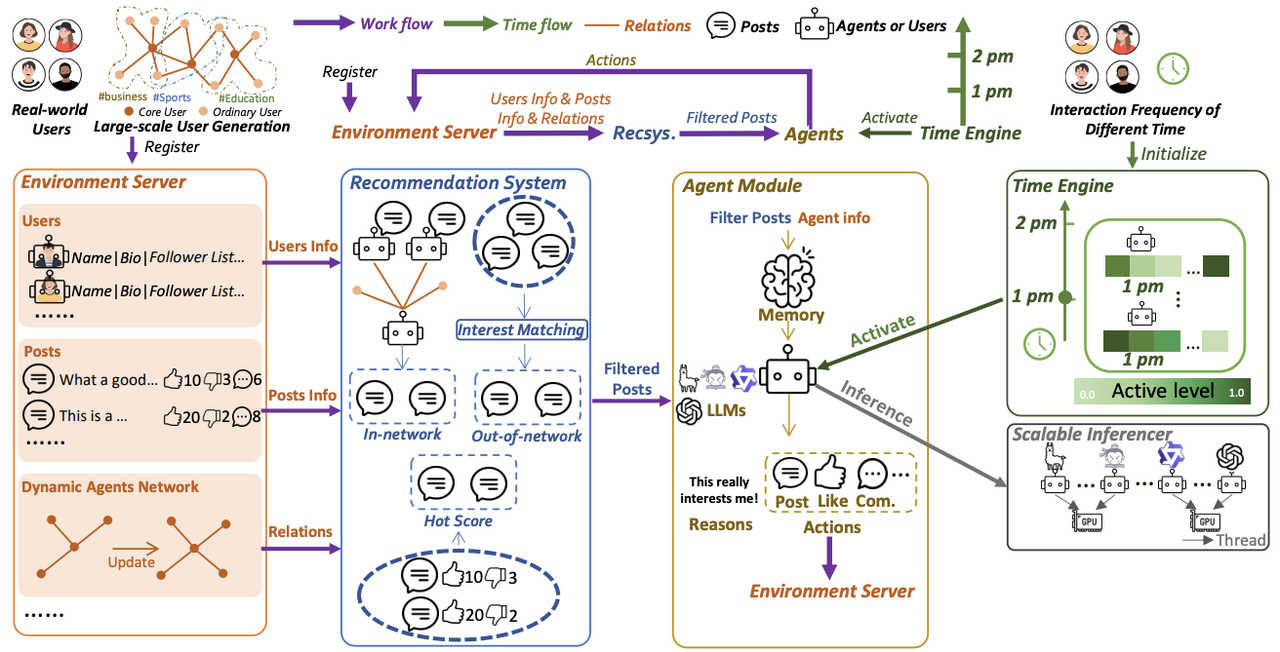 Work flow
Time flow
Relations
Posts
Agents or Users
Real-world
Users
#business
#Sports
#Education
Core User
Ordinary User
Large-scale User Generation
Register
Register
Actions
Environment Server
Users Info & Posts
Info & Relations
Recsys.
Filtered Posts
Agents
Activate
Time Engine
2 pm
1 pm
Interaction Frequency of
Different Time
Initialize
Environment Server
Users
Name|Bio|Follower List...
Name|Bio|Follower List...
......
Posts
What a good... 10 3 6
This is a ... 20 2 8
......
Dynamic Agents Network
Update
......
Users Info
Posts Info
Relations
Recommendation System
Interest Matching
In-network
Out-of-network
Hot Score
10 3
20 2
Filtered
Posts
Agent Module
Filter Posts Agent info
Memory
LLMs
This really
interests me!
Reasons
...
Post Like Com.
Actions
Environment Server
Activate
Inference
Time Engine
2 pm
1 pm
...
1 pm
...
1 pm
0.0 Active level 1.0
Scalable Inferencer
... ... ...
GPU GPU
Thread